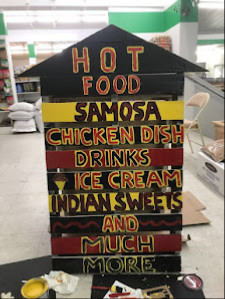 HOT
FOOD
SAMOSA
CHICKEN DISH
DRINKS
ICE CREAM
INDIAN SWEETS
AND
MUCH
MORE